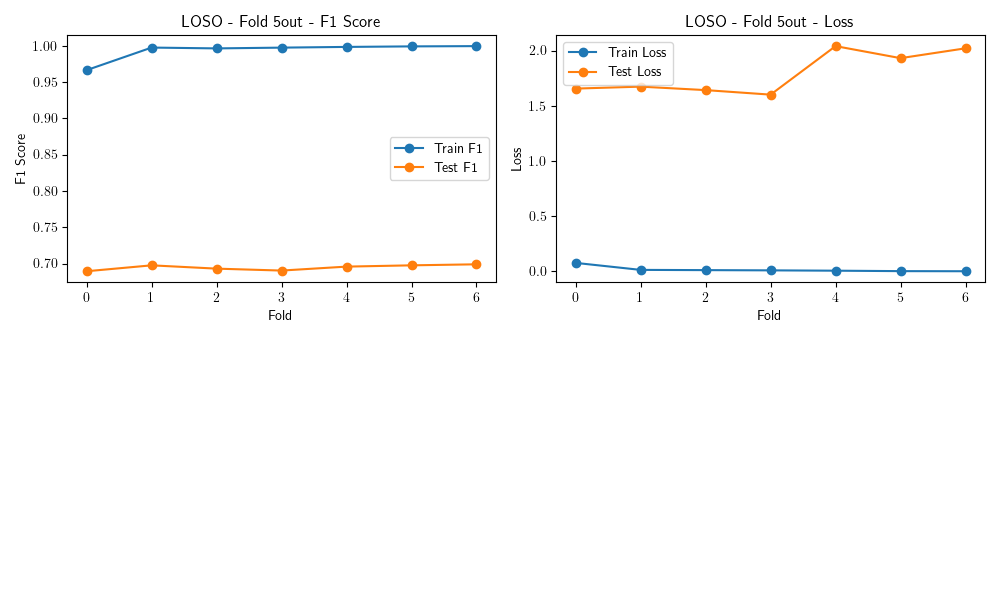 LOSO - Fold 5out - F1 Score
1.00
0.95
0.90
0.85
0.80
0.75
0.70
F1 Score
Train F1
Test F1
0 1 2 3 4 5 6
Fold
LOSO - Fold 5out - Loss
2.0
1.5
1.0
0.5
0.0
Loss
Train Loss
Test Loss
0 1 2 3 4 5 6
Fold